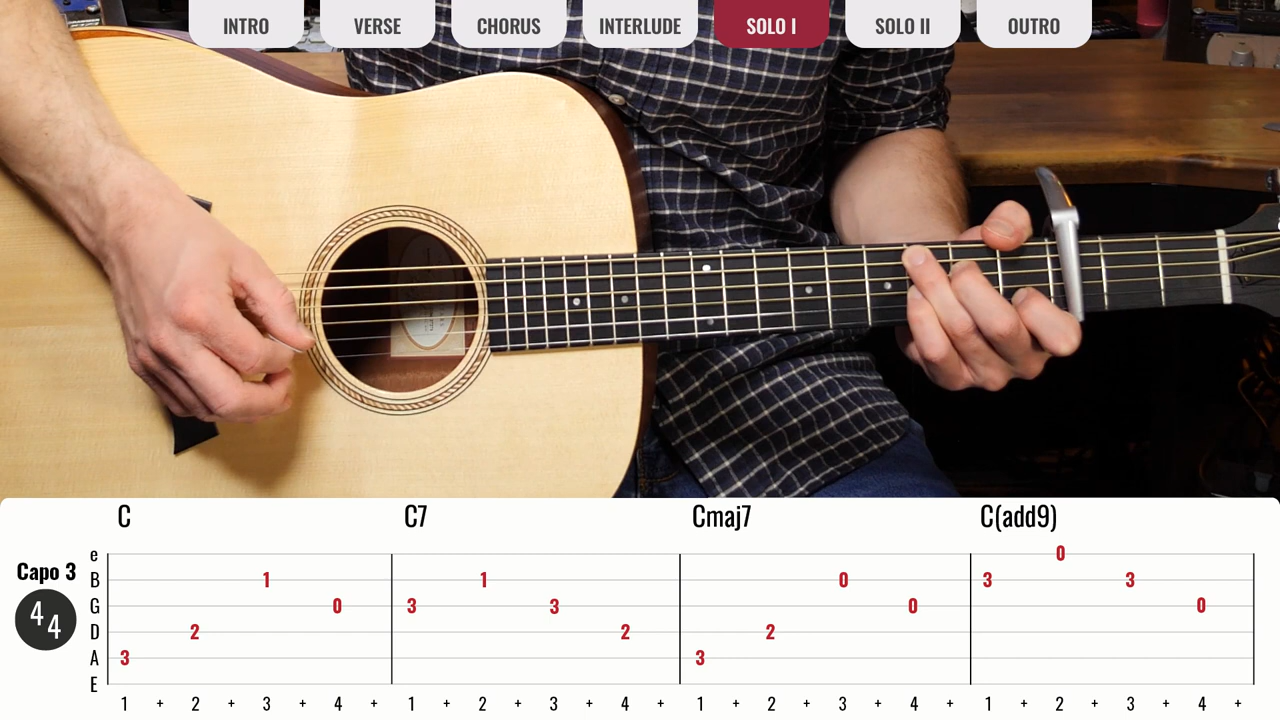 INTRO VERSE CHORUS INTERLUDE SOLO I SOLO II OUTRO
C C7 Cmaj7 C(add9)
e 0
Capo 3 B 1 1 0 3 3
4 4 G 0 3 3 0 0
D 2 2 2
A 3 3
E
1 + 2 + 3 + 4 + 1 + 2 + 3 + 4 + 1 + 2 + 3 + 4 + 1 + 2 + 3 + 4 +